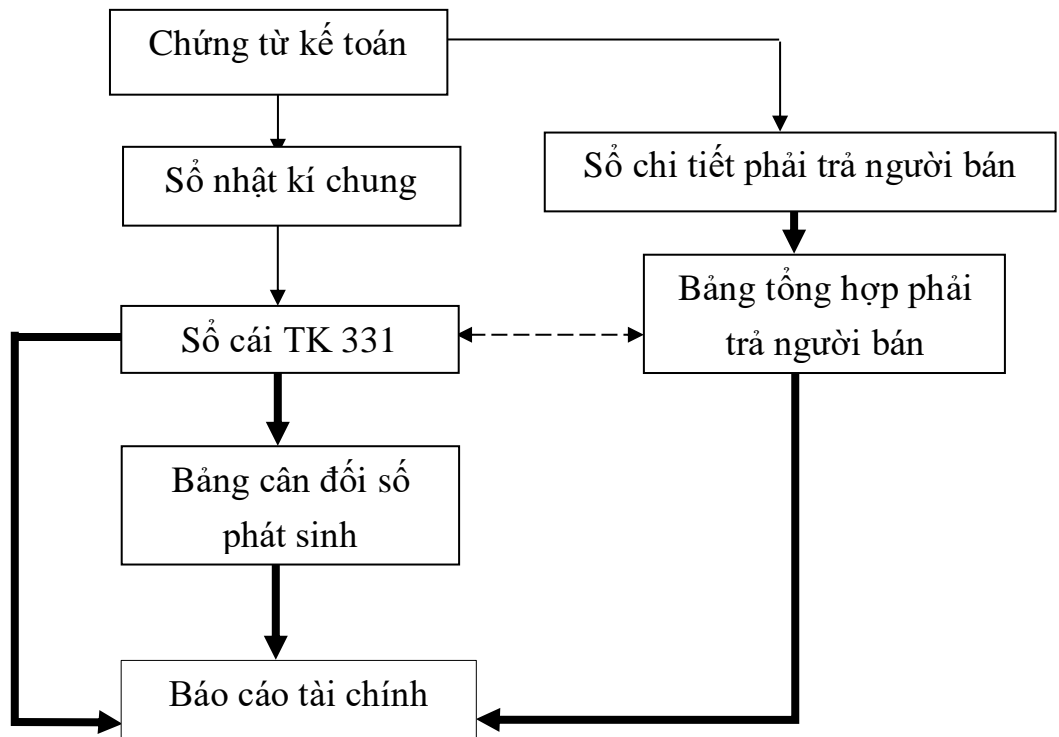 Chứng từ kế toán
Sổ nhật kí chung
Sổ chi tiết phải trả người bán
Sổ cái TK 331
Bảng tổng hợp phải
trả người bán
Bảng cân đối số
phát sinh
Báo cáo tài chính